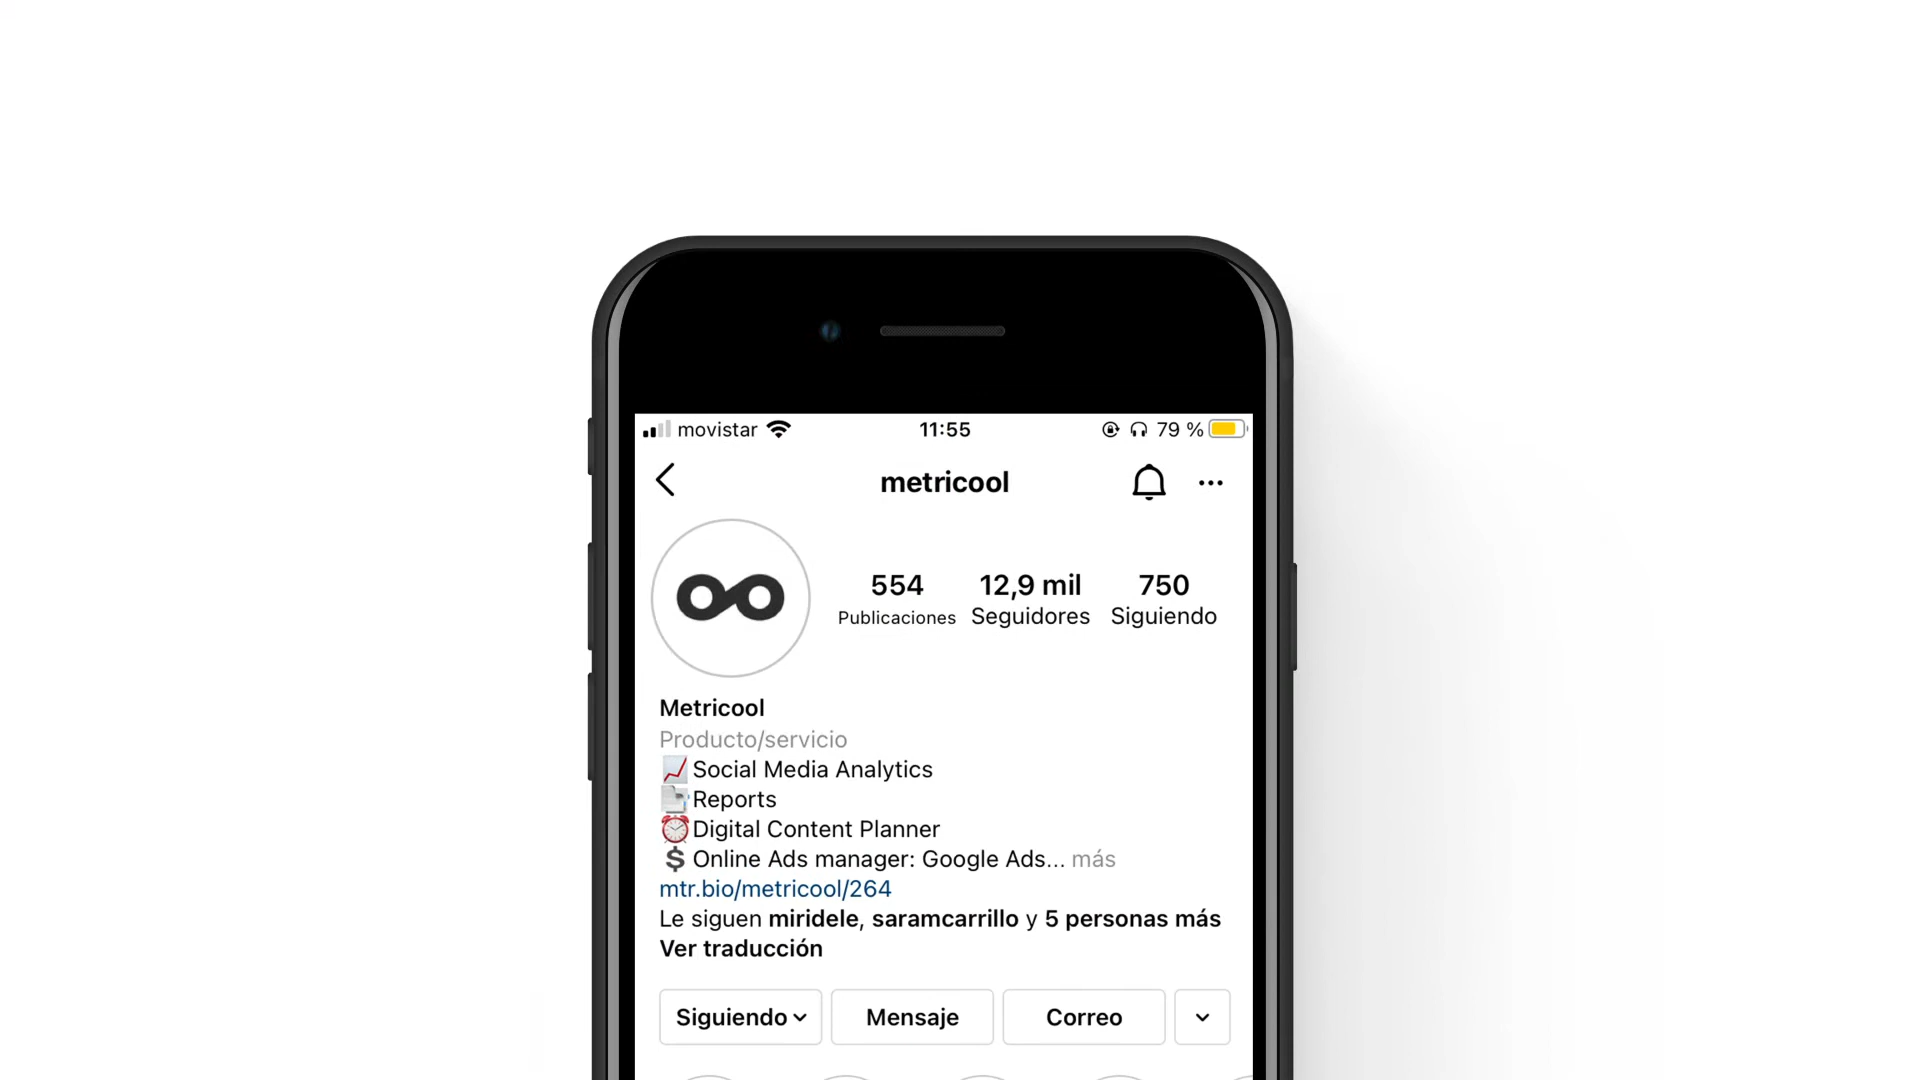 movistar 11:55 79 %
metricool
554 12,9 mil 750
Publicaciones Seguidores Siguiendo
Metricool
Producto/servicio
Social Media Analytics
Reports
Digital Content Planner
Online Ads manager: Google Ads... más
mtr.bio/metricool/264
Le siguen miridele, saramcarrillo y 5 personas más
Ver traducción
Siguiendo Mensaje Correo